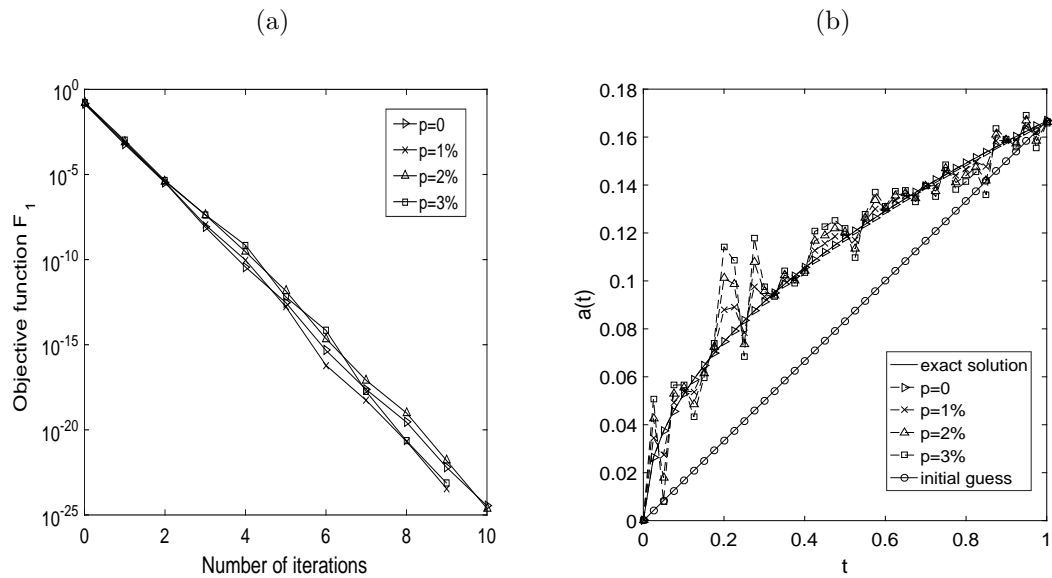 (a)
10^0
10^-5
10^-10
10^-15
10^-20
10^-25
0 2 4 6 8 10
Number of iterations
Objective function F_1
p=0
p=1%
p=2%
p=3%
(b)
0.18
0.16
0.14
0.12
0.1
0.08
0.06
0.04
0.02
0
0 0.2 0.4 0.6 0.8 1
t
a(t)
exact solution
p=0
p=1%
p=2%
p=3%
initial guess